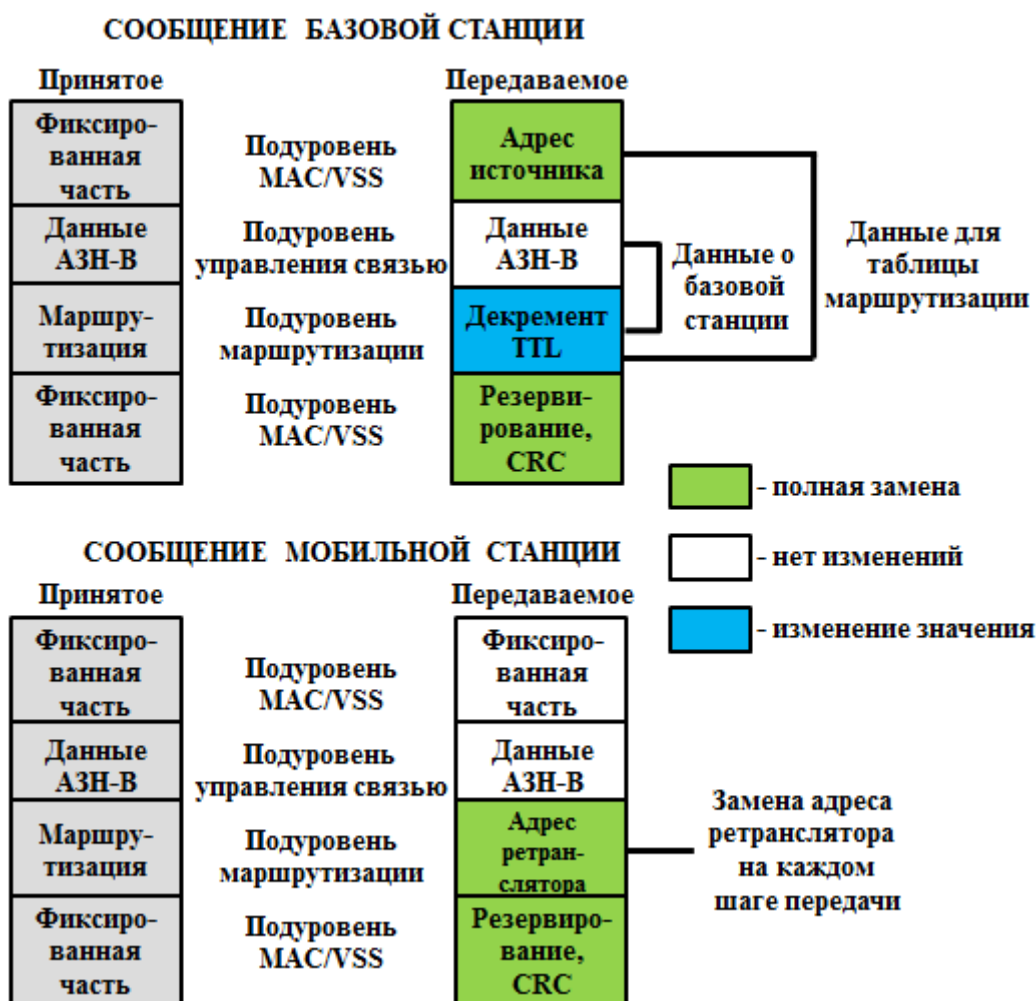 СООБЩЕНИЕ БАЗОВОЙ СТАНЦИИ
Принятое
Передаваемое
Фиксиро-
ванная
часть
Подуровень
MAC/VSS
Адрес
источника
Данные
АЗН-В
Подуровень
управления связью
Данные
АЗН-В
Данные о
базовой
станции
Данные для
таблицы
маршрутизации
Маршру-
тизация
Подуровень
маршрутизации
Декремент
TTL
Фиксиро-
ванная
часть
Подуровень
MAC/VSS
Резерви-
рование,
CRC
- полная замена
- нет изменений
- изменение значения
СООБЩЕНИЕ МОБИЛЬНОЙ СТАНЦИИ
Принятое
Передаваемое
Фиксиро-
ванная
часть
Подуровень
MAC/VSS
Фиксиро-
ванная
часть
Данные
АЗН-В
Подуровень
управления связью
Данные
АЗН-В
Маршру-
тизация
Подуровень
маршрутизации
Адрес
ретран-
слятора
Замена адреса
ретранслятора
на каждом
шаге передачи
Фиксиро-
ванная
часть
Подуровень
MAC/VSS
Резервиро-
вание,
CRC